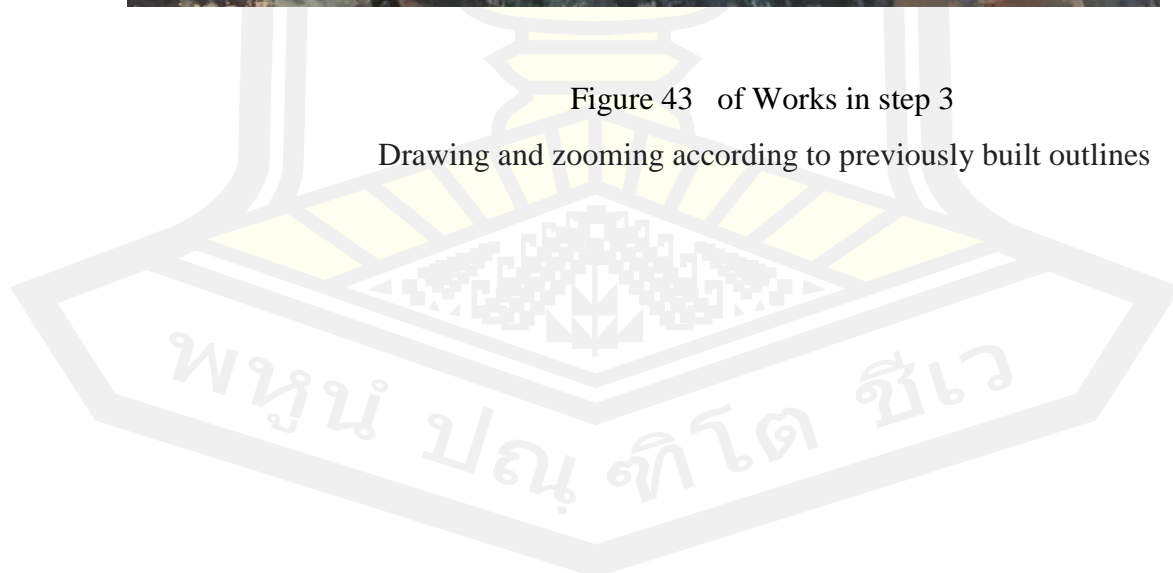 Figure 43 of Works in step 3
Drawing and zooming according to previously built outlines
พหูนํ ปณฺฑิโต ชีเว